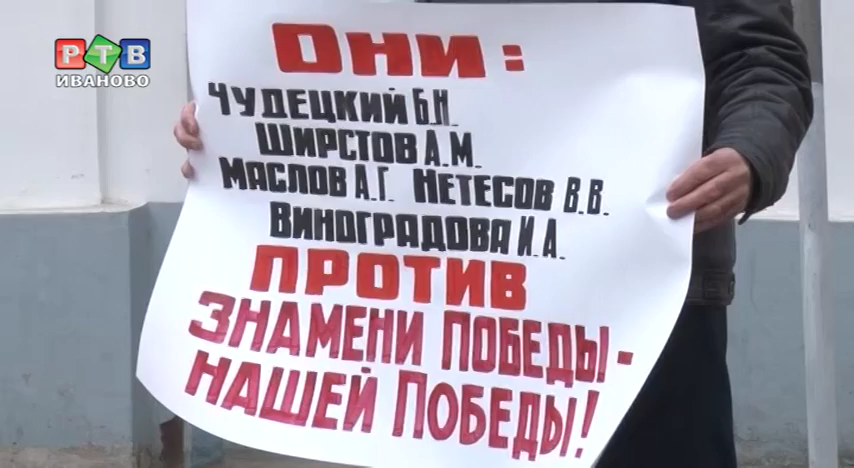 РТВ
ИВАНОВО
ОНИ:
ЧУДЕЦКИЙ Б.Н.
ШИРСТОВ А.М.
МАСЛОВ А.Г. НЕТЕСОВ В.В.
ВИНОГРАДОВА И.А.
ПРОТИВ
ЗНАМЕНИ ПОБЕДЫ-
НАШЕЙ ПОБЕДЫ!